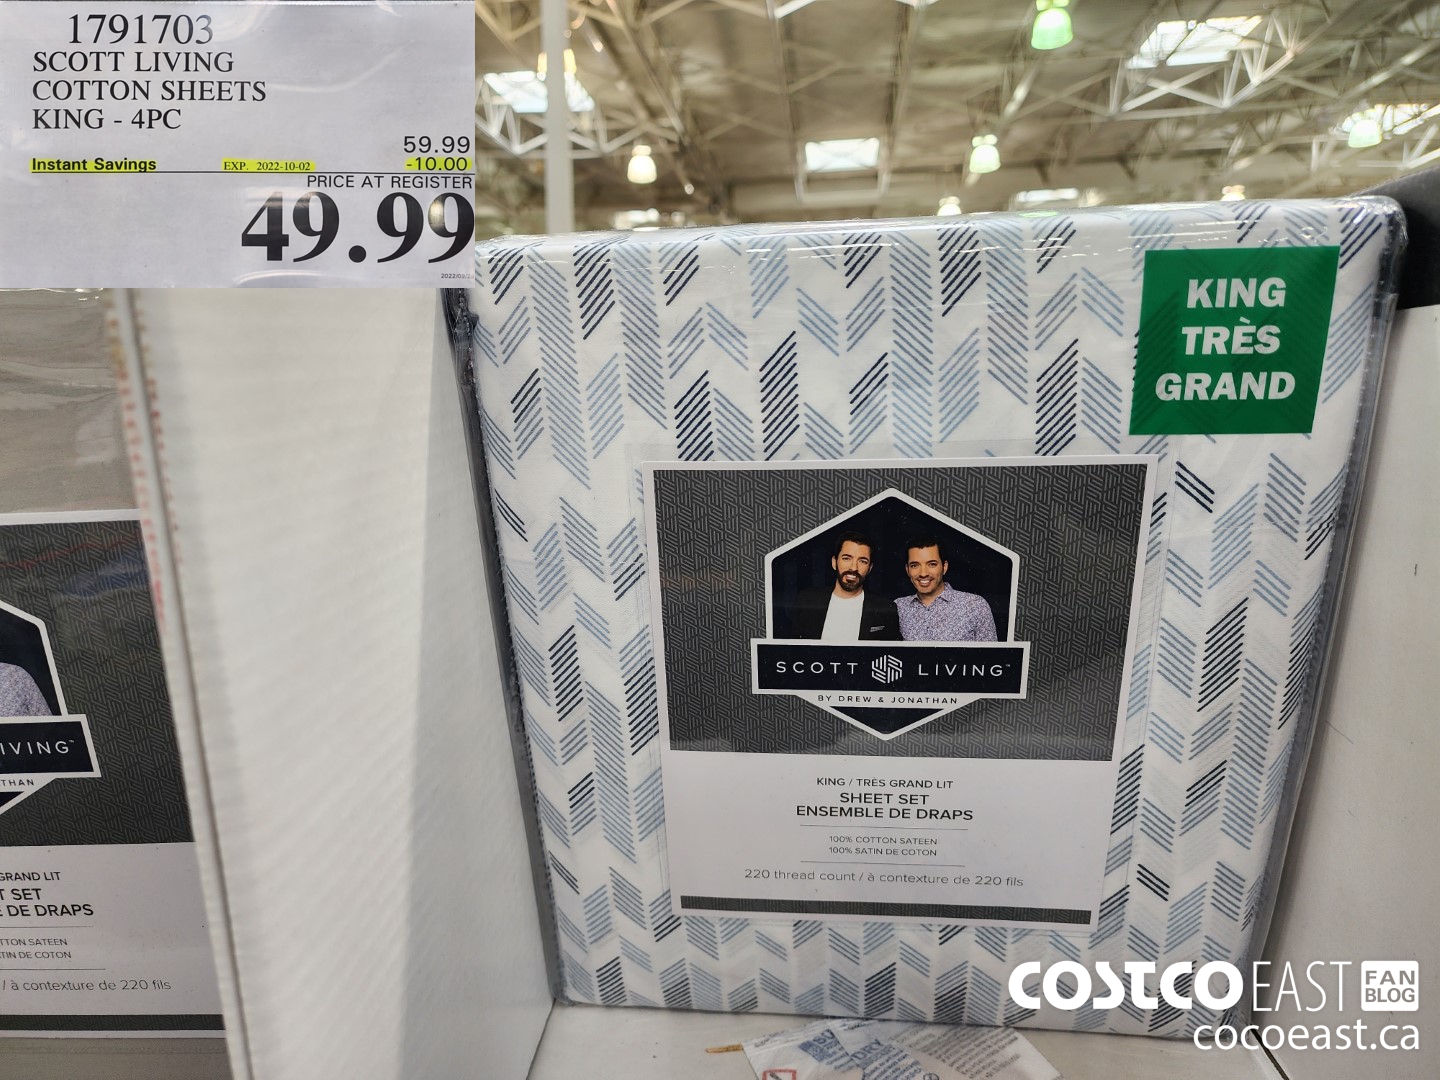 1791703
SCOTT LIVING
COTTON SHEETS
KING - 4PC
59.99
Instant Savings EXP. 2022-10-02 -10.00
PRICE AT REGISTER
49.99
KING
TRÈS
GRAND
SCOTT LIVING™
BY DREW & JONATHAN
KING / TRÈS GRAND LIT
SHEET SET
ENSEMBLE DE DRAPS
100% COTTON SATEEN
100% SATIN DE COTON
220 thread count / à contexture de 220 fils
IVING™
THAN
GRAND LIT
T SET
E DE DRAPS
TTON SATEEN
TIN DE COTON
/ à contexture de 220 fils
COSTCO EAST FAN
BLOG
cocoeast.ca